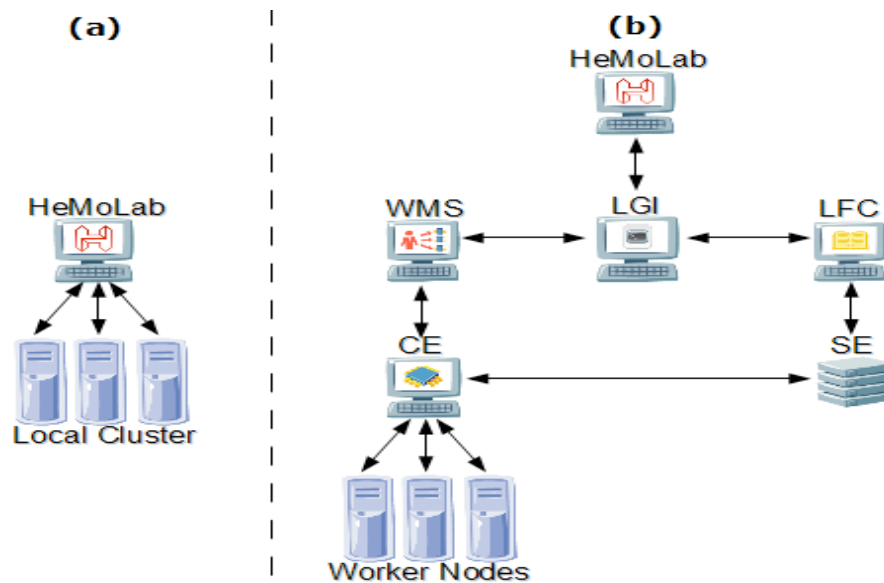 (a)
(b)
HeMoLab
HeMoLab
WMS
LGI
LFC
CE
SE
Local Cluster
Worker Nodes